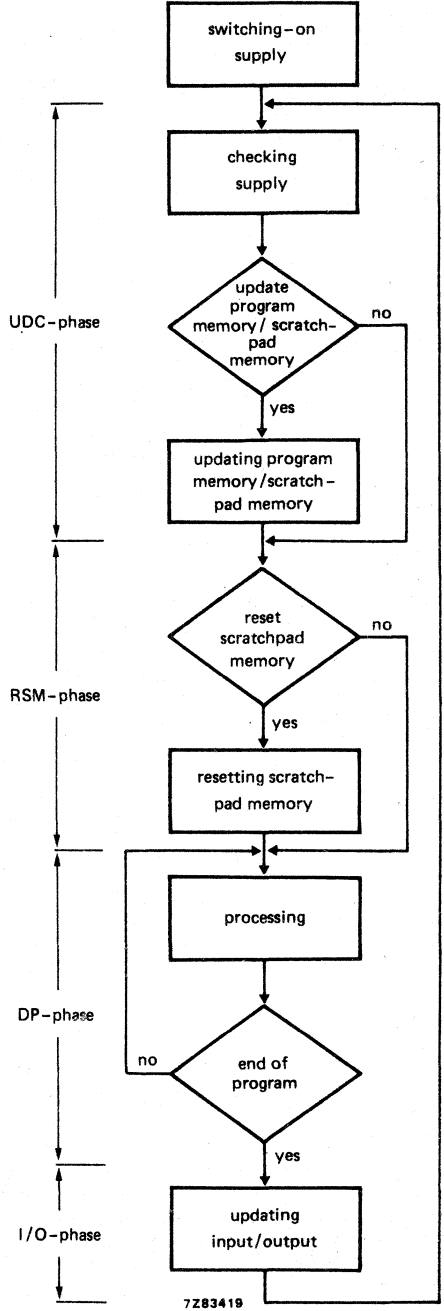 switching-on
supply
checking
supply
update
program
memory/ scratch-
pad
memory
no
UDC-phase
yes
updating program
memory/scratch-
pad memory
reset
scratchpad
memory
no
RSM-phase
yes
resetting scratch-
pad memory
processing
DP-phase
no
end of
program
yes
updating
input/output
I/O-phase
7Z83419